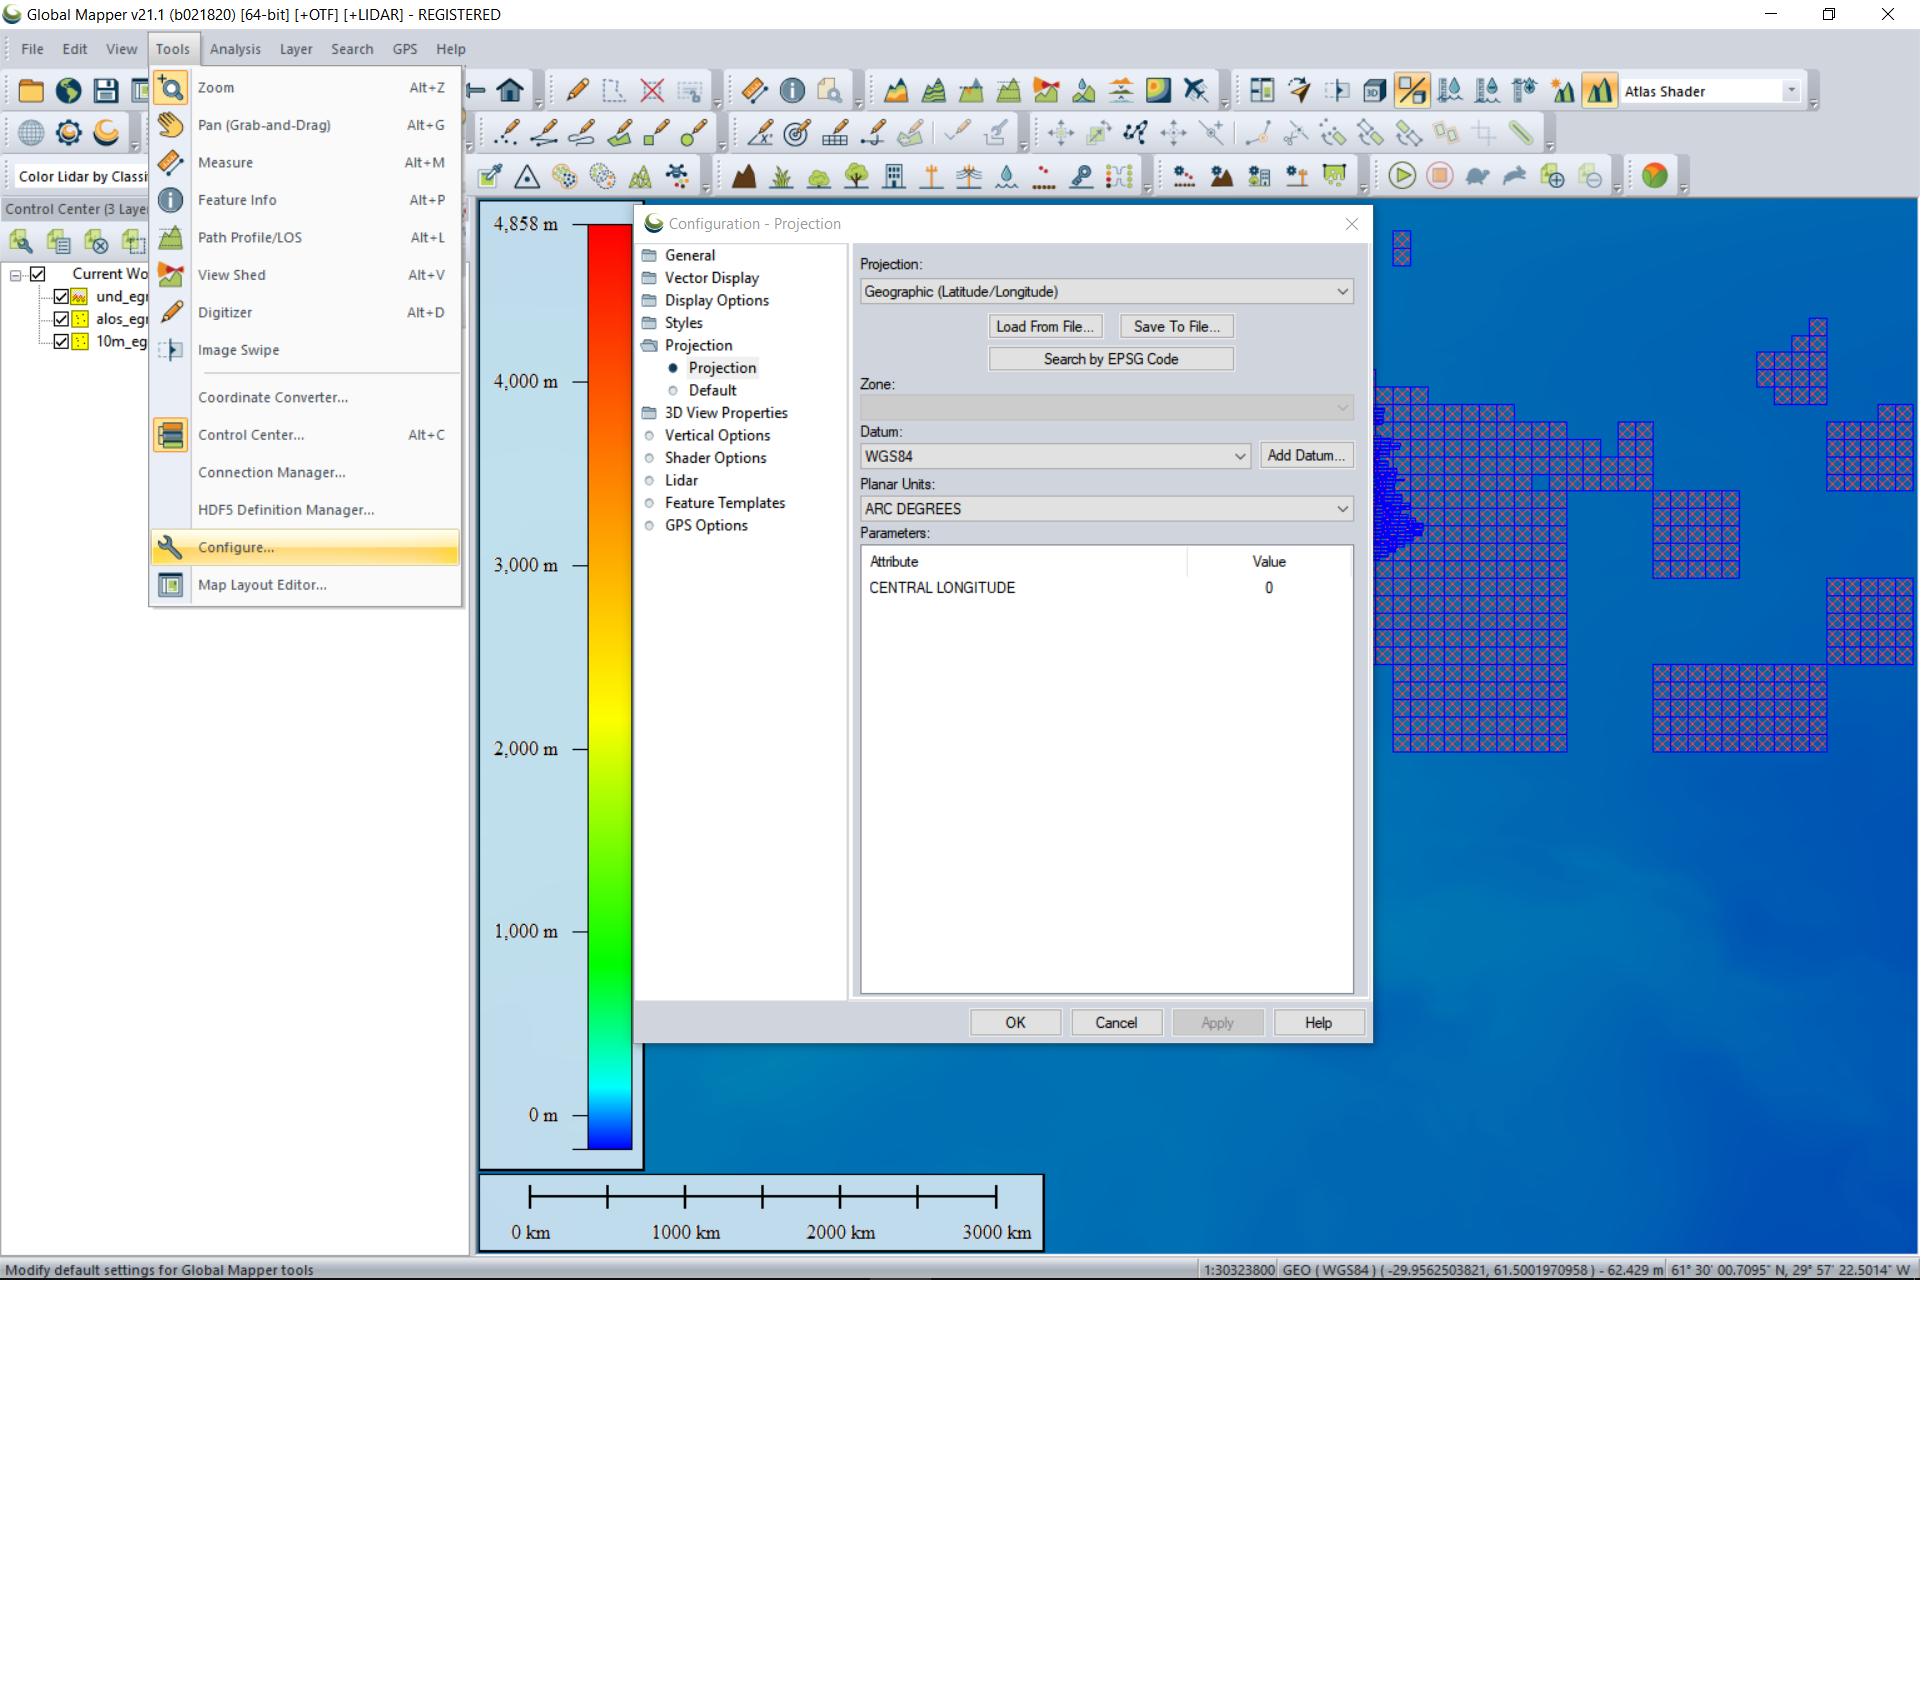 Global Mapper v21.1 (b021820) [64-bit] [+OTF] [+LIDAR] - REGISTERED
File Edit View Tools Analysis Layer Search GPS Help
Zoom Alt+Z
Pan (Grab-and-Drag) Alt+G
Measure Alt+M
Feature Info Alt+P
Path Profile/LOS Alt+L
View Shed Alt+V
Digitizer Alt+D
Image Swipe
Coordinate Converter...
Control Center... Alt+C
Connection Manager...
HDF5 Definition Manager...
Configure...
Map Layout Editor...
Atlas Shader
3D
Color Lidar by Classi
Control Center (3 Laye
Current Wo
und_egr
alos_egr
10m_eg
4,858 m
4,000 m
3,000 m
2,000 m
1,000 m
0 m
Configuration - Projection
General
Vector Display
Display Options
Styles
Projection
Projection
Default
3D View Properties
Vertical Options
Shader Options
Lidar
Feature Templates
GPS Options
Projection:
Geographic (Latitude/Longitude)
Load From File... Save To File...
Search by EPSG Code
Zone:
Datum:
WGS84 Add Datum...
Planar Units:
ARC DEGREES
Parameters:
Attribute Value
CENTRAL LONGITUDE 0
OK Cancel Apply Help
0 km 1000 km 2000 km 3000 km
Modify default settings for Global Mapper tools
1:30323800 GEO ( WGS84 ) ( -29.9562503821, 61.5001970958 ) - 62.429 m 61° 30' 00.7095" N, 29° 57' 22.5014" W